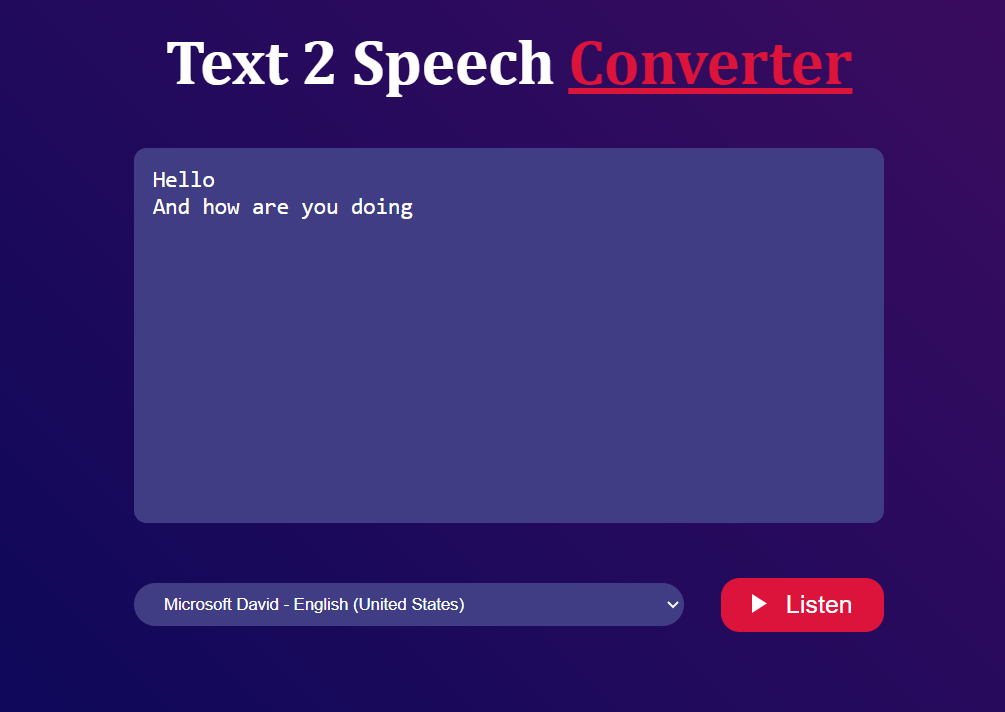 Text 2 Speech Converter
Hello
And how are you doing
Microsoft David - English (United States)
Listen